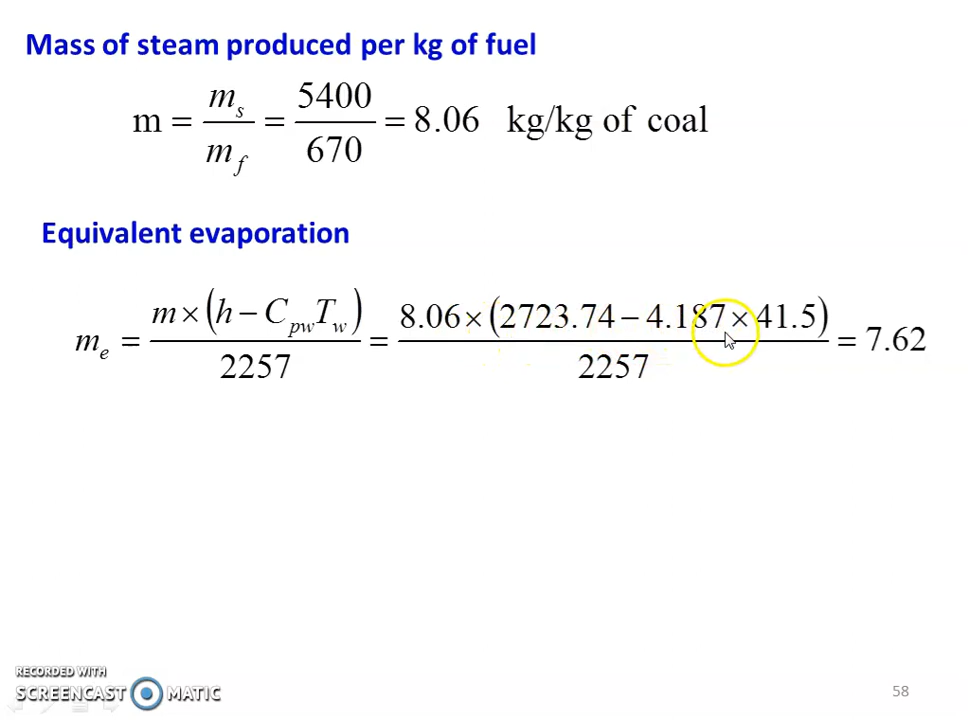 Mass of steam produced per kg of fuel
m = m_s / m_f = 5400 / 670 = 8.06 kg/kg of coal
Equivalent evaporation
m_e = m × (h − C_pw T_w) / 2257 = 8.06 × (2723.74 − 4.187 × 41.5) / 2257 = 7.62
RECORDED WITH
SCREENCAST MATIC
58